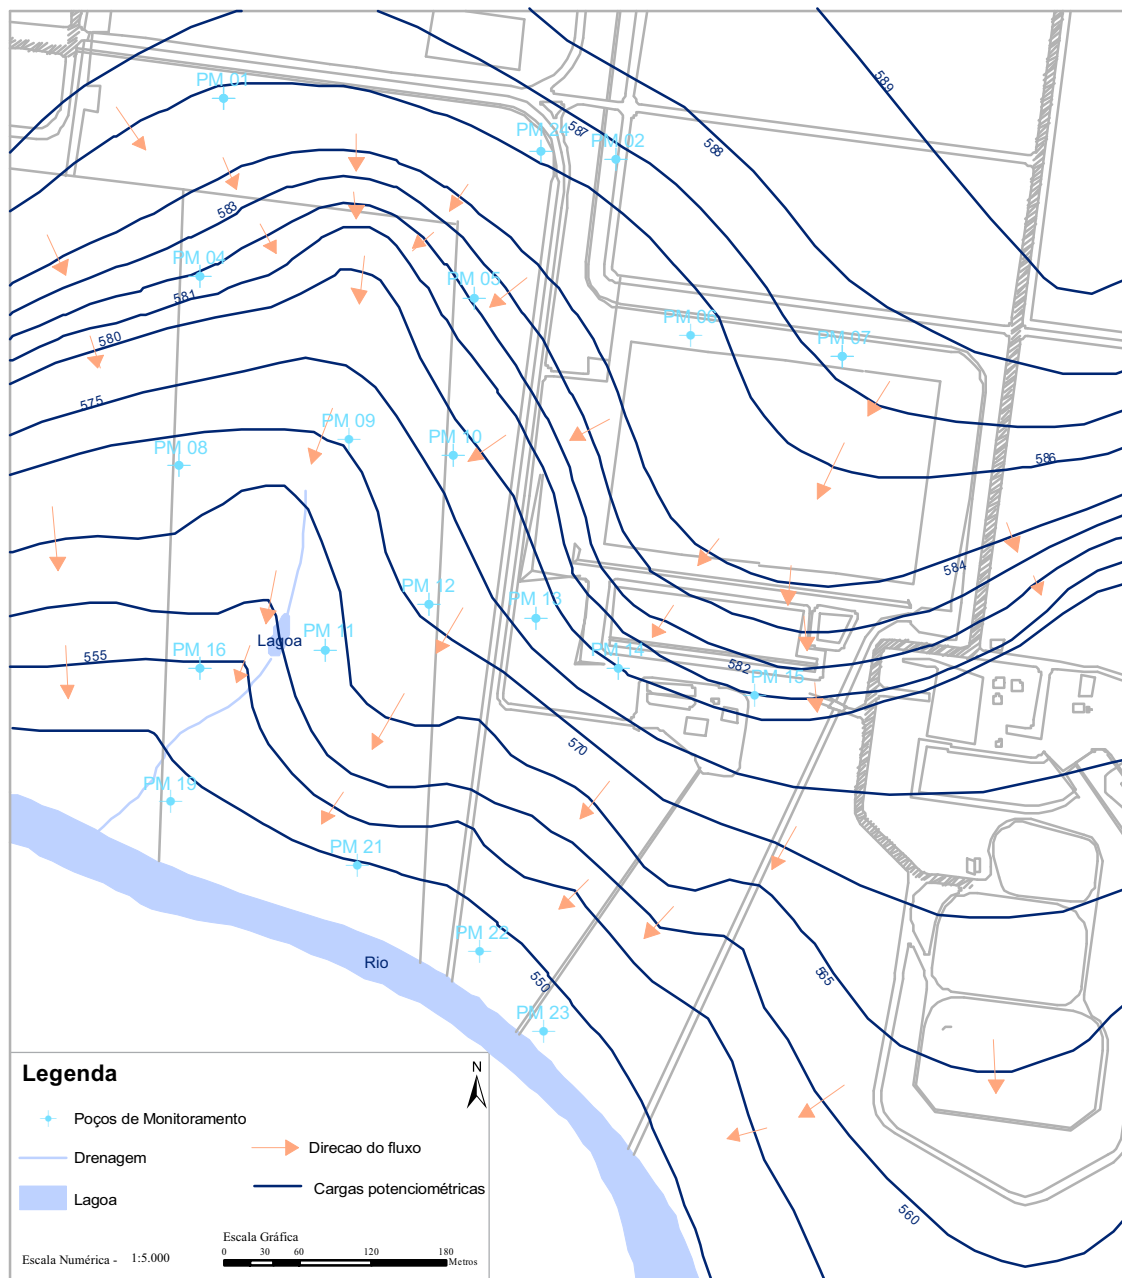 589
PM 01
587
PM 24
PM 02
588
583
PM 04
PM 05
581
580
PM 06
PM 07
575
PM 09
PM 10
PM 08
586
584
PM 12
PM 13
Lagoa
PM 11
555
PM 16
PM 14
582
PM 15
570
PM 19
PM 21
PM 22
Rio
550
565
PM 23
560
Legenda
N
Poços de Monitoramento
Direcao do fluxo
Drenagem
Cargas potenciométricas
Lagoa
Escala Gráfica
0 30 60 120 180
Metros
Escala Numérica - 1:5.000